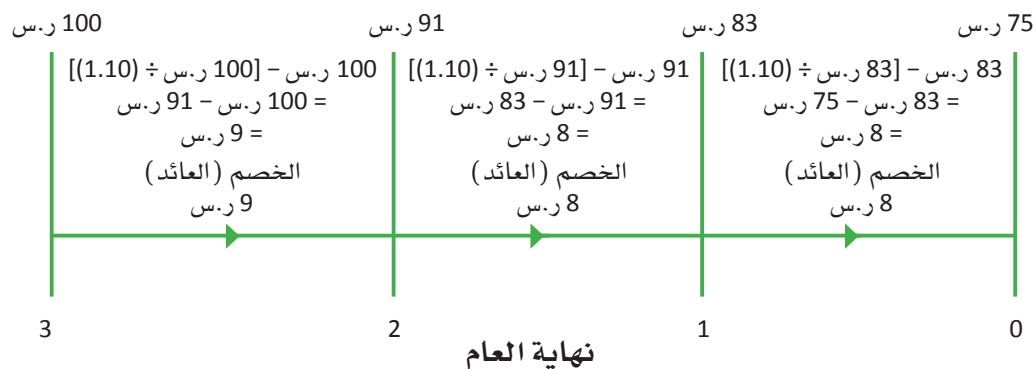 100 ر.س
91 ر.س
83 ر.س
75 ر.س
100 ر.س – [100 ر.س ÷ (1.10)]
= 100 ر.س – 91 ر.س
= 9 ر.س
الخصم (العائد)
9 ر.س
91 ر.س – [91 ر.س ÷ (1.10)]
= 91 ر.س – 83 ر.س
= 8 ر.س
الخصم (العائد)
8 ر.س
83 ر.س – [83 ر.س ÷ (1.10)]
= 83 ر.س – 75 ر.س
= 8 ر.س
الخصم (العائد)
8 ر.س
3
2
1
0
نهاية العام